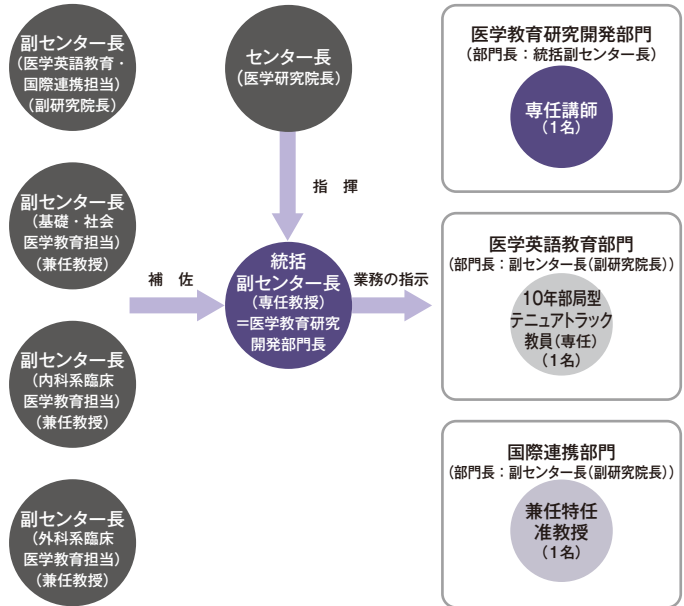 副センター長
(医学英語教育・
国際連携担当)
(副研究院長)
副センター長
(基礎・社会
医学教育担当)
(兼任教授)
副センター長
(内科系臨床
医学教育担当)
(兼任教授)
副センター長
(外科系臨床
医学教育担当)
(兼任教授)
センター長
(医学研究院長)
指 揮
補 佐
統括
副センター長
(専任教授)
=医学教育研究
開発部門長
業務の指示
医学教育研究開発部門
(部門長:統括副センター長)
専任講師
(1名)
医学英語教育部門
(部門長:副センター長(副研究院長))
10年部局型
テニュアトラック
教員(専任)
(1名)
国際連携部門
(部門長:副センター長(副研究院長))
兼任特任
准教授
(1名)